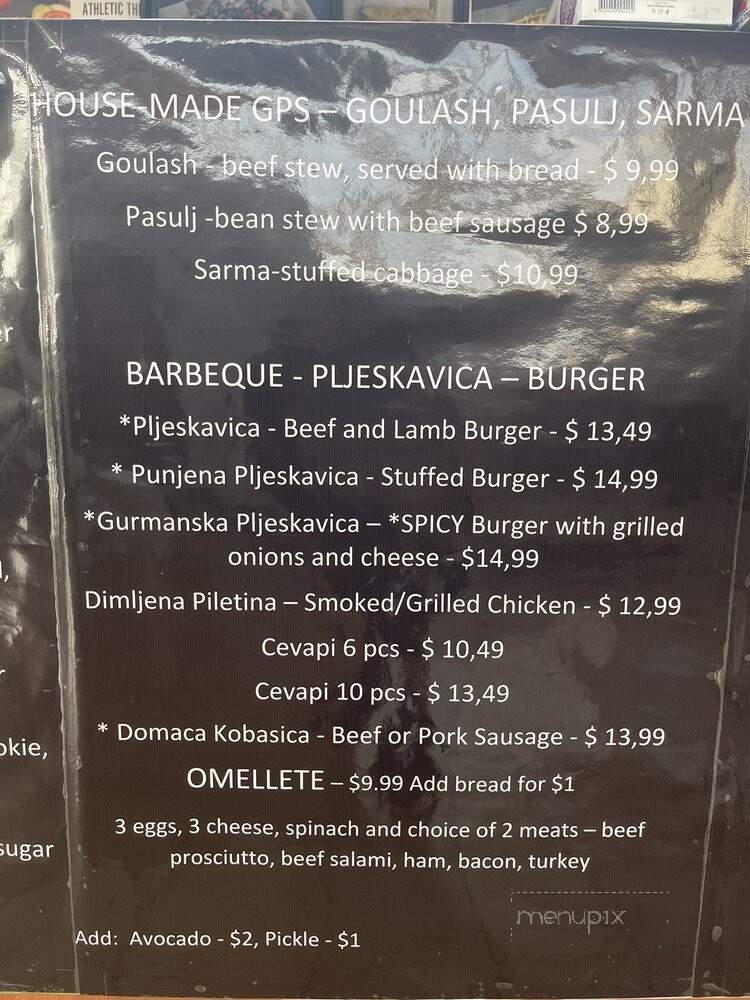 ATHLETIC TH
HOUSE-MADE GPS – GOULASH, PASULJ, SARMA
Goulash - beef stew, served with bread - $ 9,99
Pasulj -bean stew with beef sausage $ 8,99
Sarma-stuffed cabbage - $10,99
BARBEQUE - PLJESKAVICA – BURGER
*Pljeskavica - Beef and Lamb Burger - $ 13,49
* Punjena Pljeskavica - Stuffed Burger - $ 14,99
*Gurmanska Pljeskavica – *SPICY Burger with grilled
onions and cheese - $14,99
Dimljena Piletina – Smoked/Grilled Chicken - $ 12,99
Cevapi 6 pcs - $ 10,49
Cevapi 10 pcs - $ 13,49
* Domaca Kobasica - Beef or Pork Sausage - $ 13,99
okie,
OMELLETE – $9.99 Add bread for $1
3 eggs, 3 cheese, spinach and choice of 2 meats – beef
sugar
prosciutto, beef salami, ham, bacon, turkey
menupix
Add: Avocado - $2, Pickle - $1